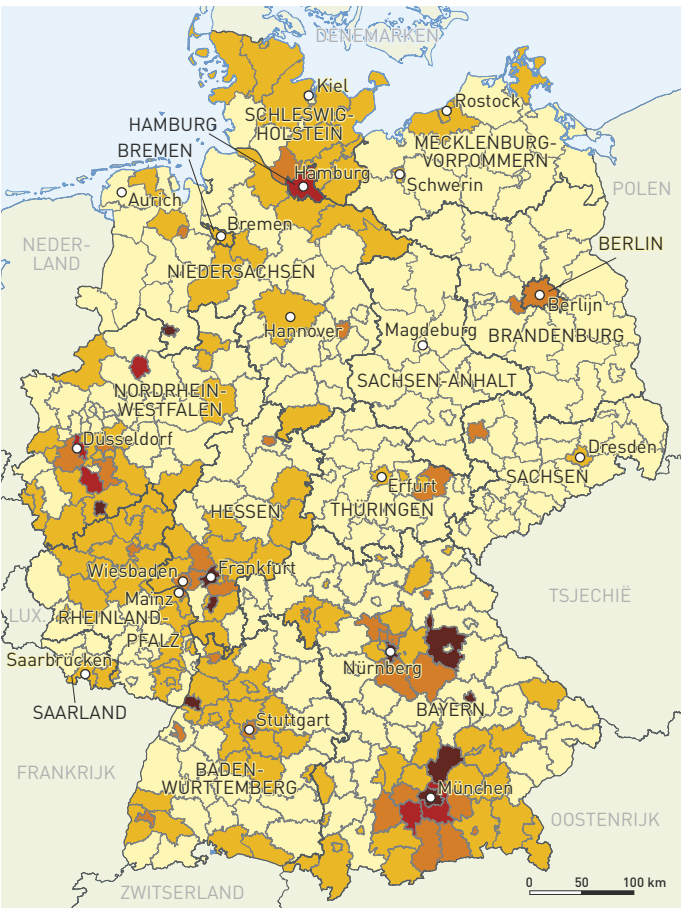 DENEMARKEN
Kiel
SCHLESWIG-
HOLSTEIN
Rostock
HAMBURG
MECKLENBURG-
VORPOMMERN
BREMEN
Hamburg
Schwerin
POLEN
Aurich
Bremen
NEDER-
LAND
BERLIN
NIEDERSACHSEN
Berlijn
Hannover
Magdeburg
BRANDENBURG
SACHSEN-ANHALT
NORDRHEIN-
WESTFALEN
Düsseldorf
Dresden
SACHSEN
Erfurt
HESSEN
THÜRINGEN
Wiesbaden
Frankfurt
Mainz
TSJECHIË
LUX.
RHEINLAND-
PFALZ
Saarbrücken
Nürnberg
SAARLAND
BAYERN
Stuttgart
FRANKRIJK
BADEN-
WÜRTTEMBERG
München
OOSTENRIJK
0 50 100 km
ZWITSERLAND